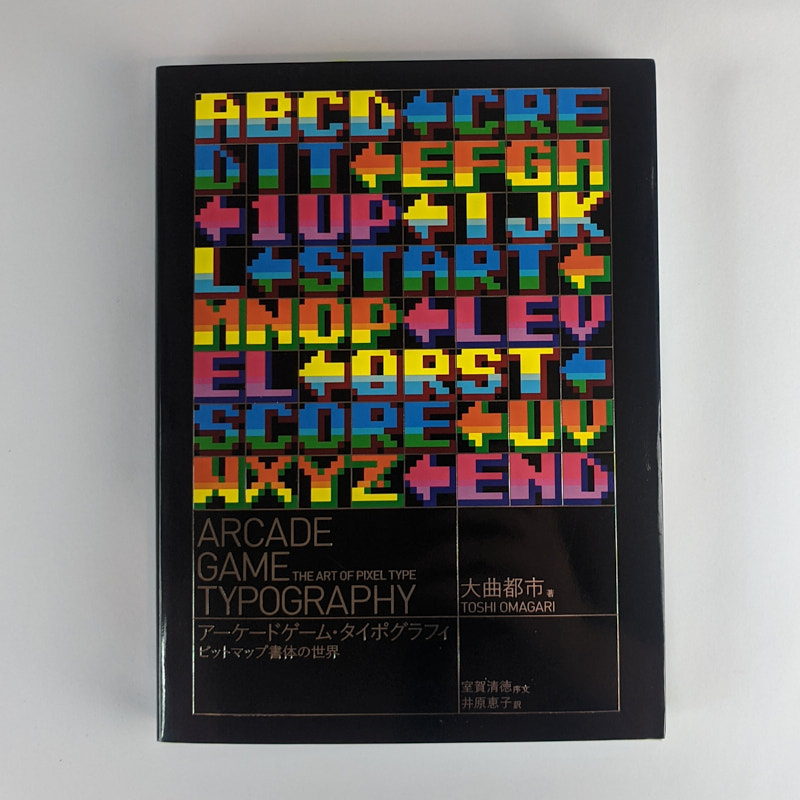 ABCD←CRE
DIT←EFGH
←1UP←IJK
L←START←
MNOP←LEV
EL←QRST←
SCORE←UV
WXYZ←END
ARCADE
GAME THE ART OF PIXEL TYPE
TYPOGRAPHY
アーケードゲーム・タイポグラフィ
ビットマップ書体の世界
大曲都市 著
TOSHI OMAGARI
室賀清徳 序文
井原恵子 訳